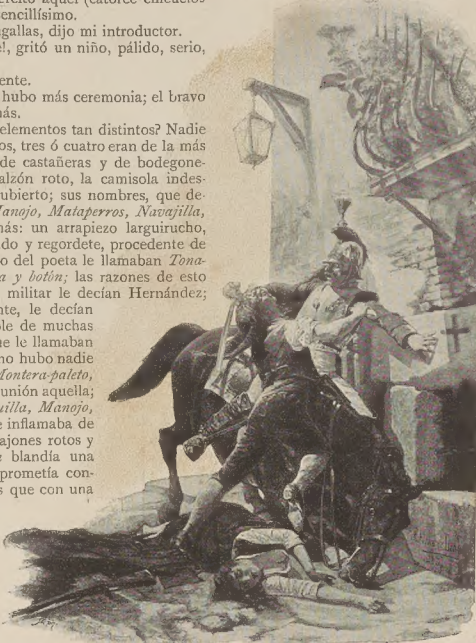 ército aquel (catorce chicuelos
sencillísimo.
gallas, dijo mi introductor.
!, gritó un niño, pálido, serio,
ente.
hubo más ceremonia; el bravo
más.
elementos tan distintos? Nadie
os, tres ó cuatro eran de la más
de castañeras y de bodegone-
alzón roto, la camisola indes-
ubierto; sus nombres, que de-
Manojo, Mataperros, Navajilla,
más: un arrapiezo larguirucho,
do y regordete, procedente de
o del poeta le llamaban Tona-
a y botón; las razones de esto
militar le decían Hernández;
nte, le decían
ole de muchas
ue le llamaban
no hubo nadie
Montera-paleto,
unión aquella;
uilla, Manojo,
e inflamaba de
ajones rotos y
e blandía una
prometía con-
s que con una